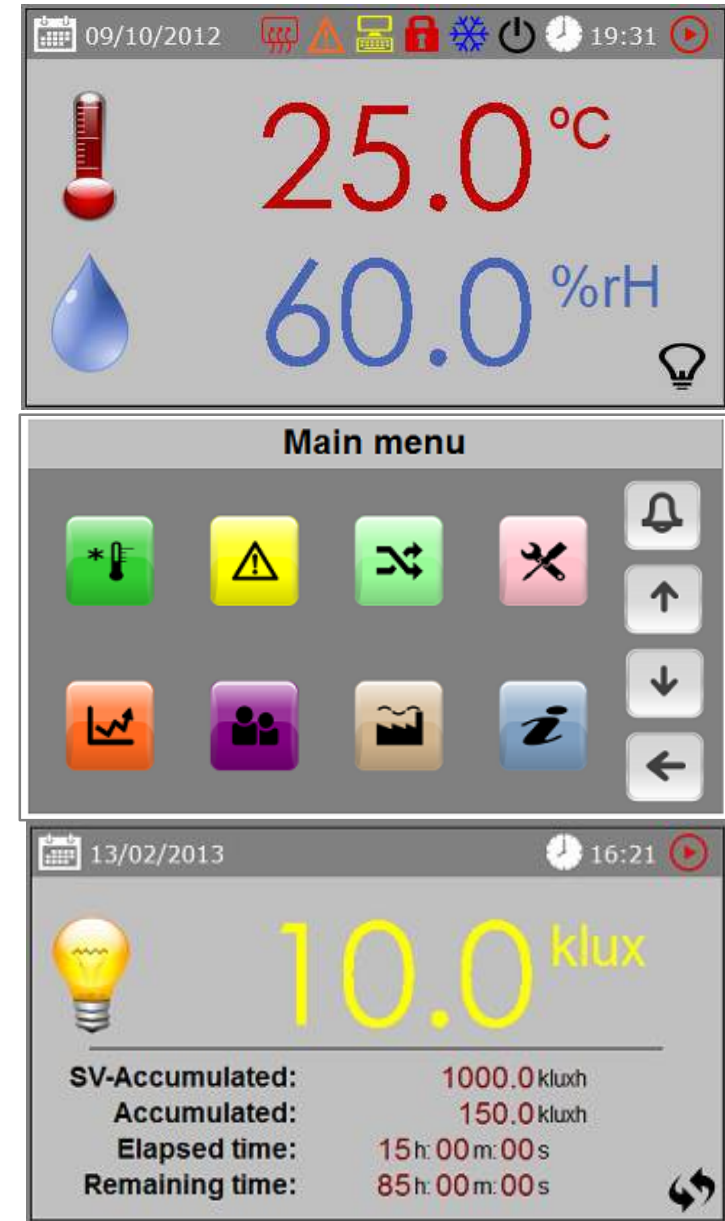 09/10/2012 19:31
25.0 ºC
60.0 %rH
Main menu
13/02/2013 16:21
10.0 klux
SV-Accumulated: 1000.0 kluxh
Accumulated: 150.0 kluxh
Elapsed time: 15h:00m:00s
Remaining time: 85h:00m:00s